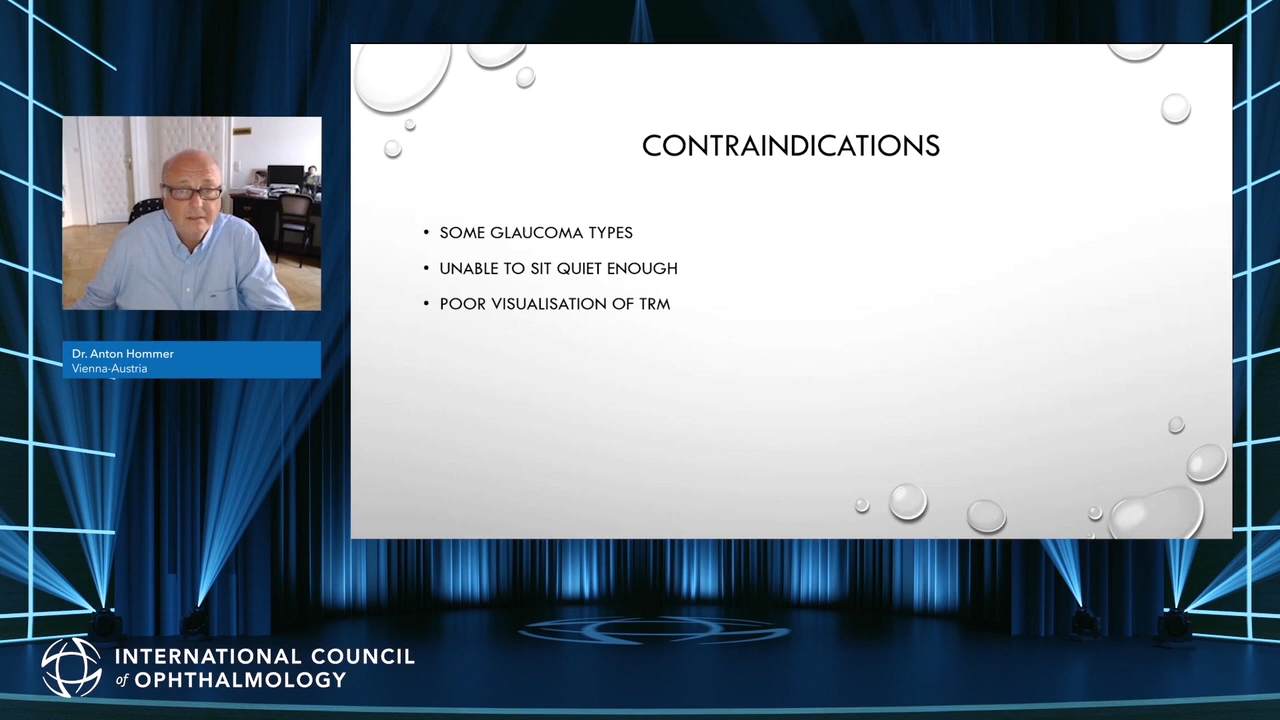 CONTRAINDICATIONS
• SOME GLAUCOMA TYPES
• UNABLE TO SIT QUIET ENOUGH
• POOR VISUALISATION OF TRM
Dr. Anton Hommer
Vienna-Austria
INTERNATIONAL COUNCIL
of OPHTHALMOLOGY